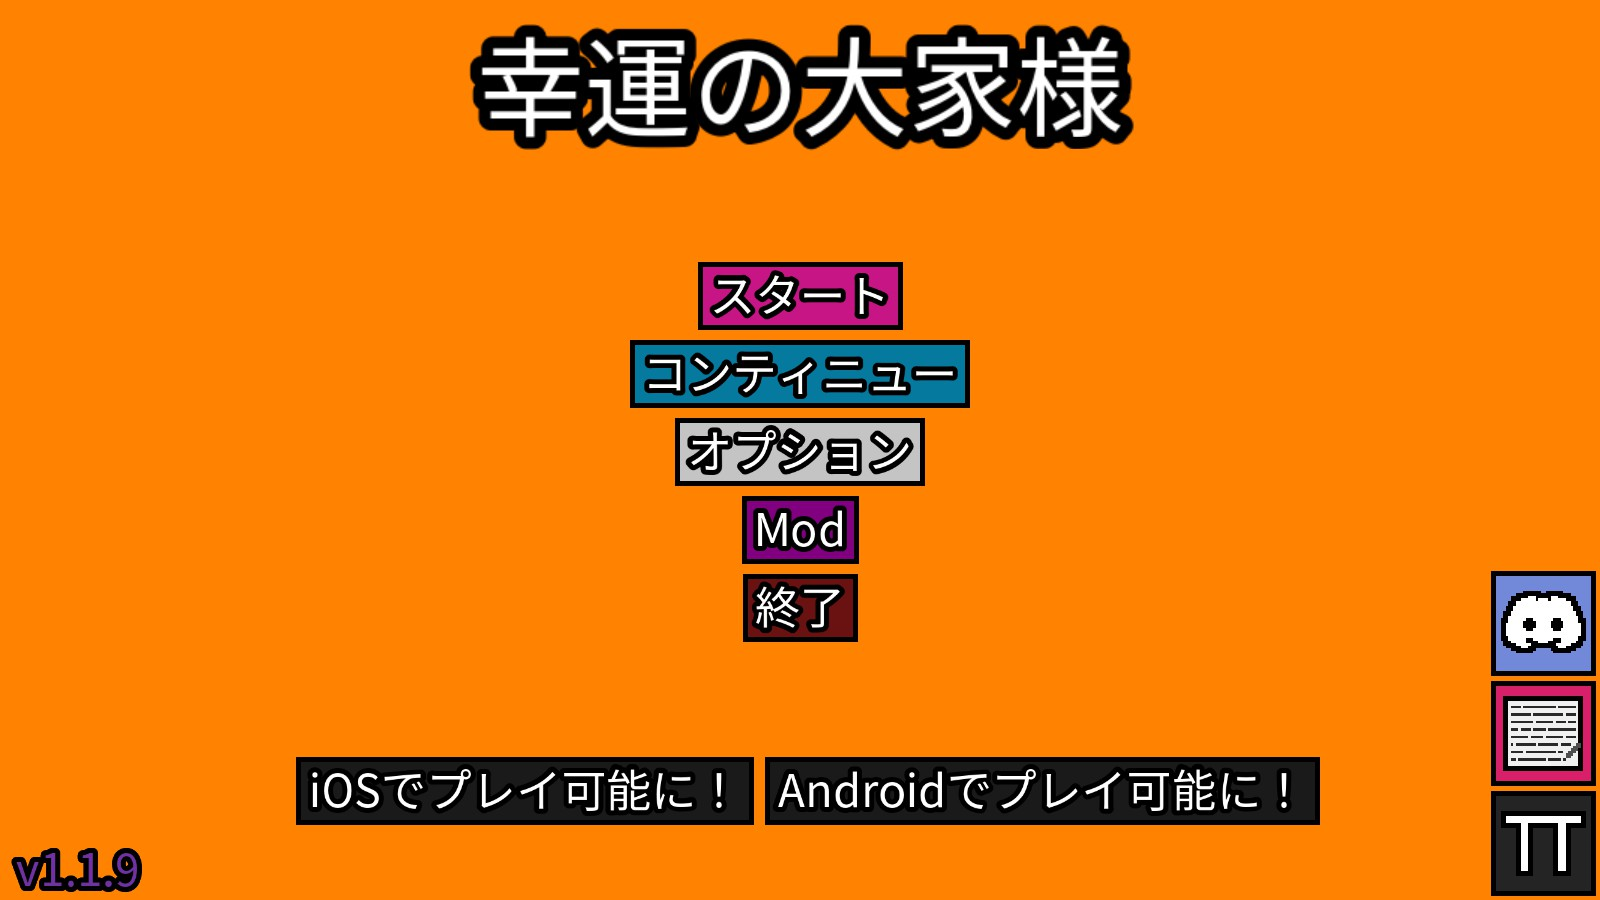 幸運の大家様
スタート
コンティニュー
オプション
Mod
終了
iOSでプレイ可能に！
Androidでプレイ可能に！
v1.1.9
TT